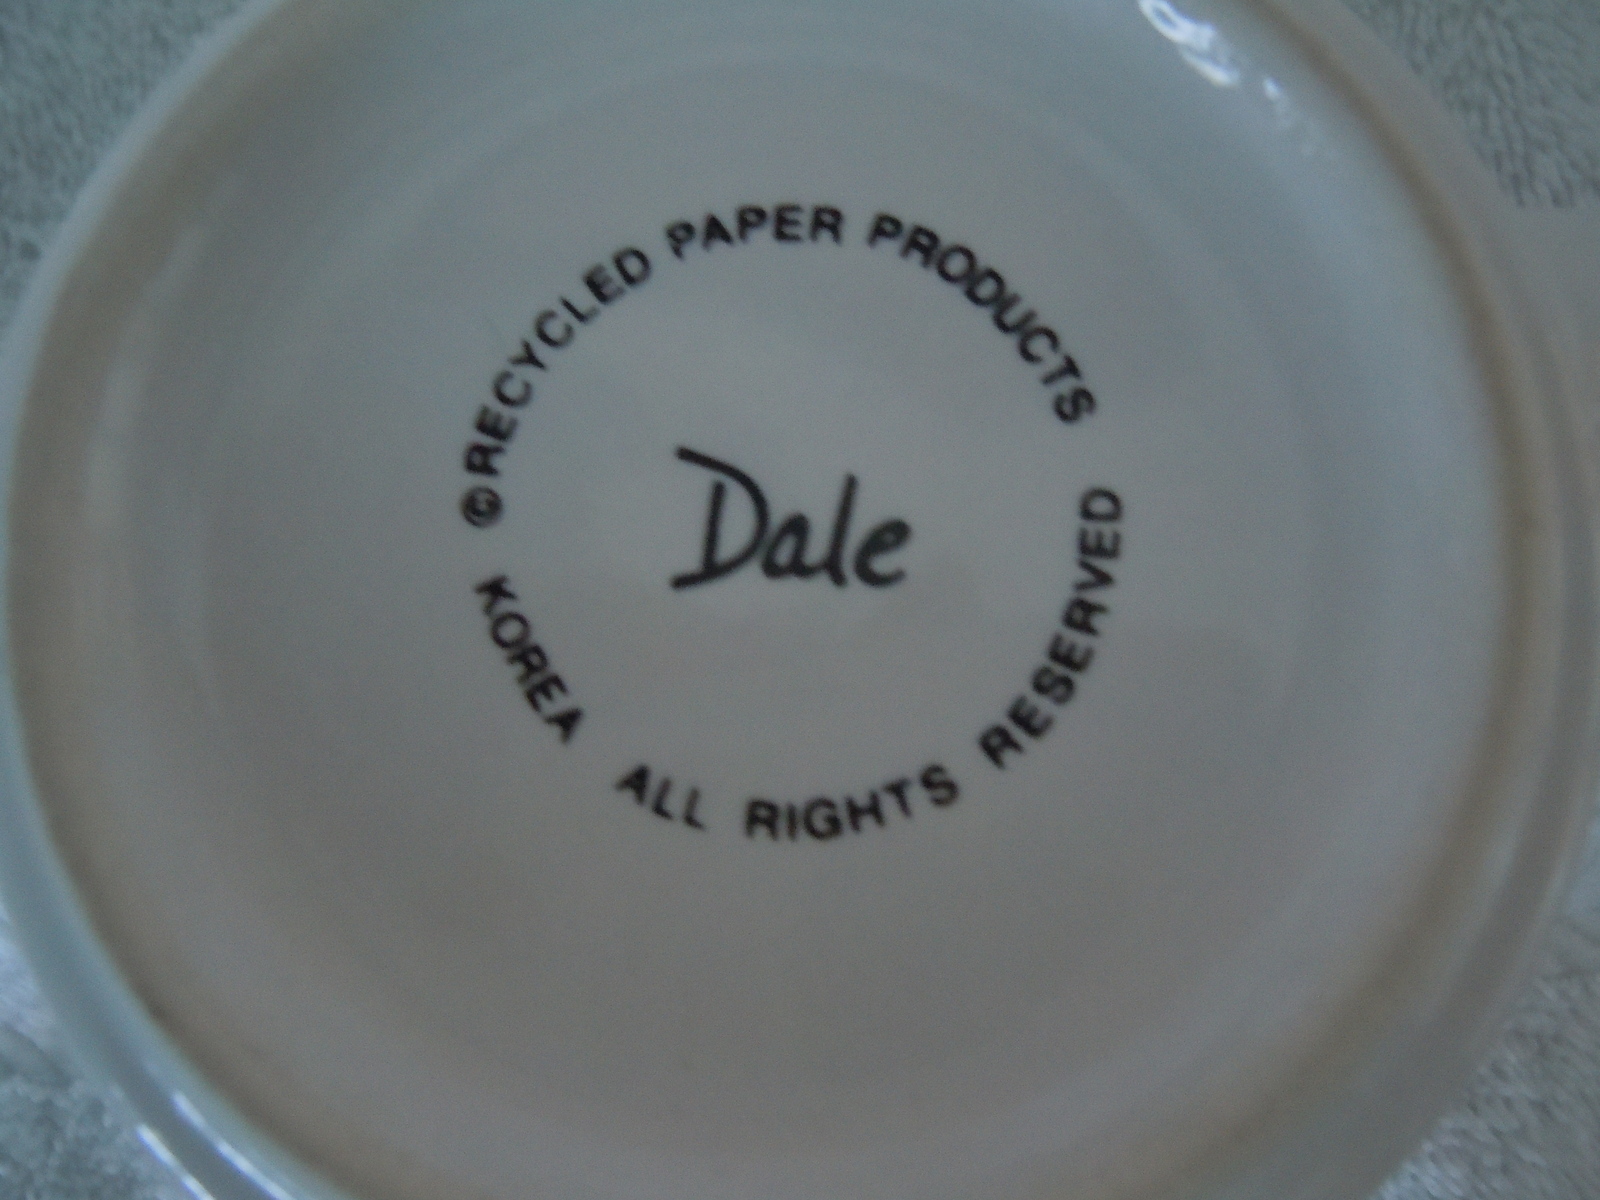 ©RECYCLED PAPER PRODUCTS
Dale
KOREA ALL RIGHTS RESERVED